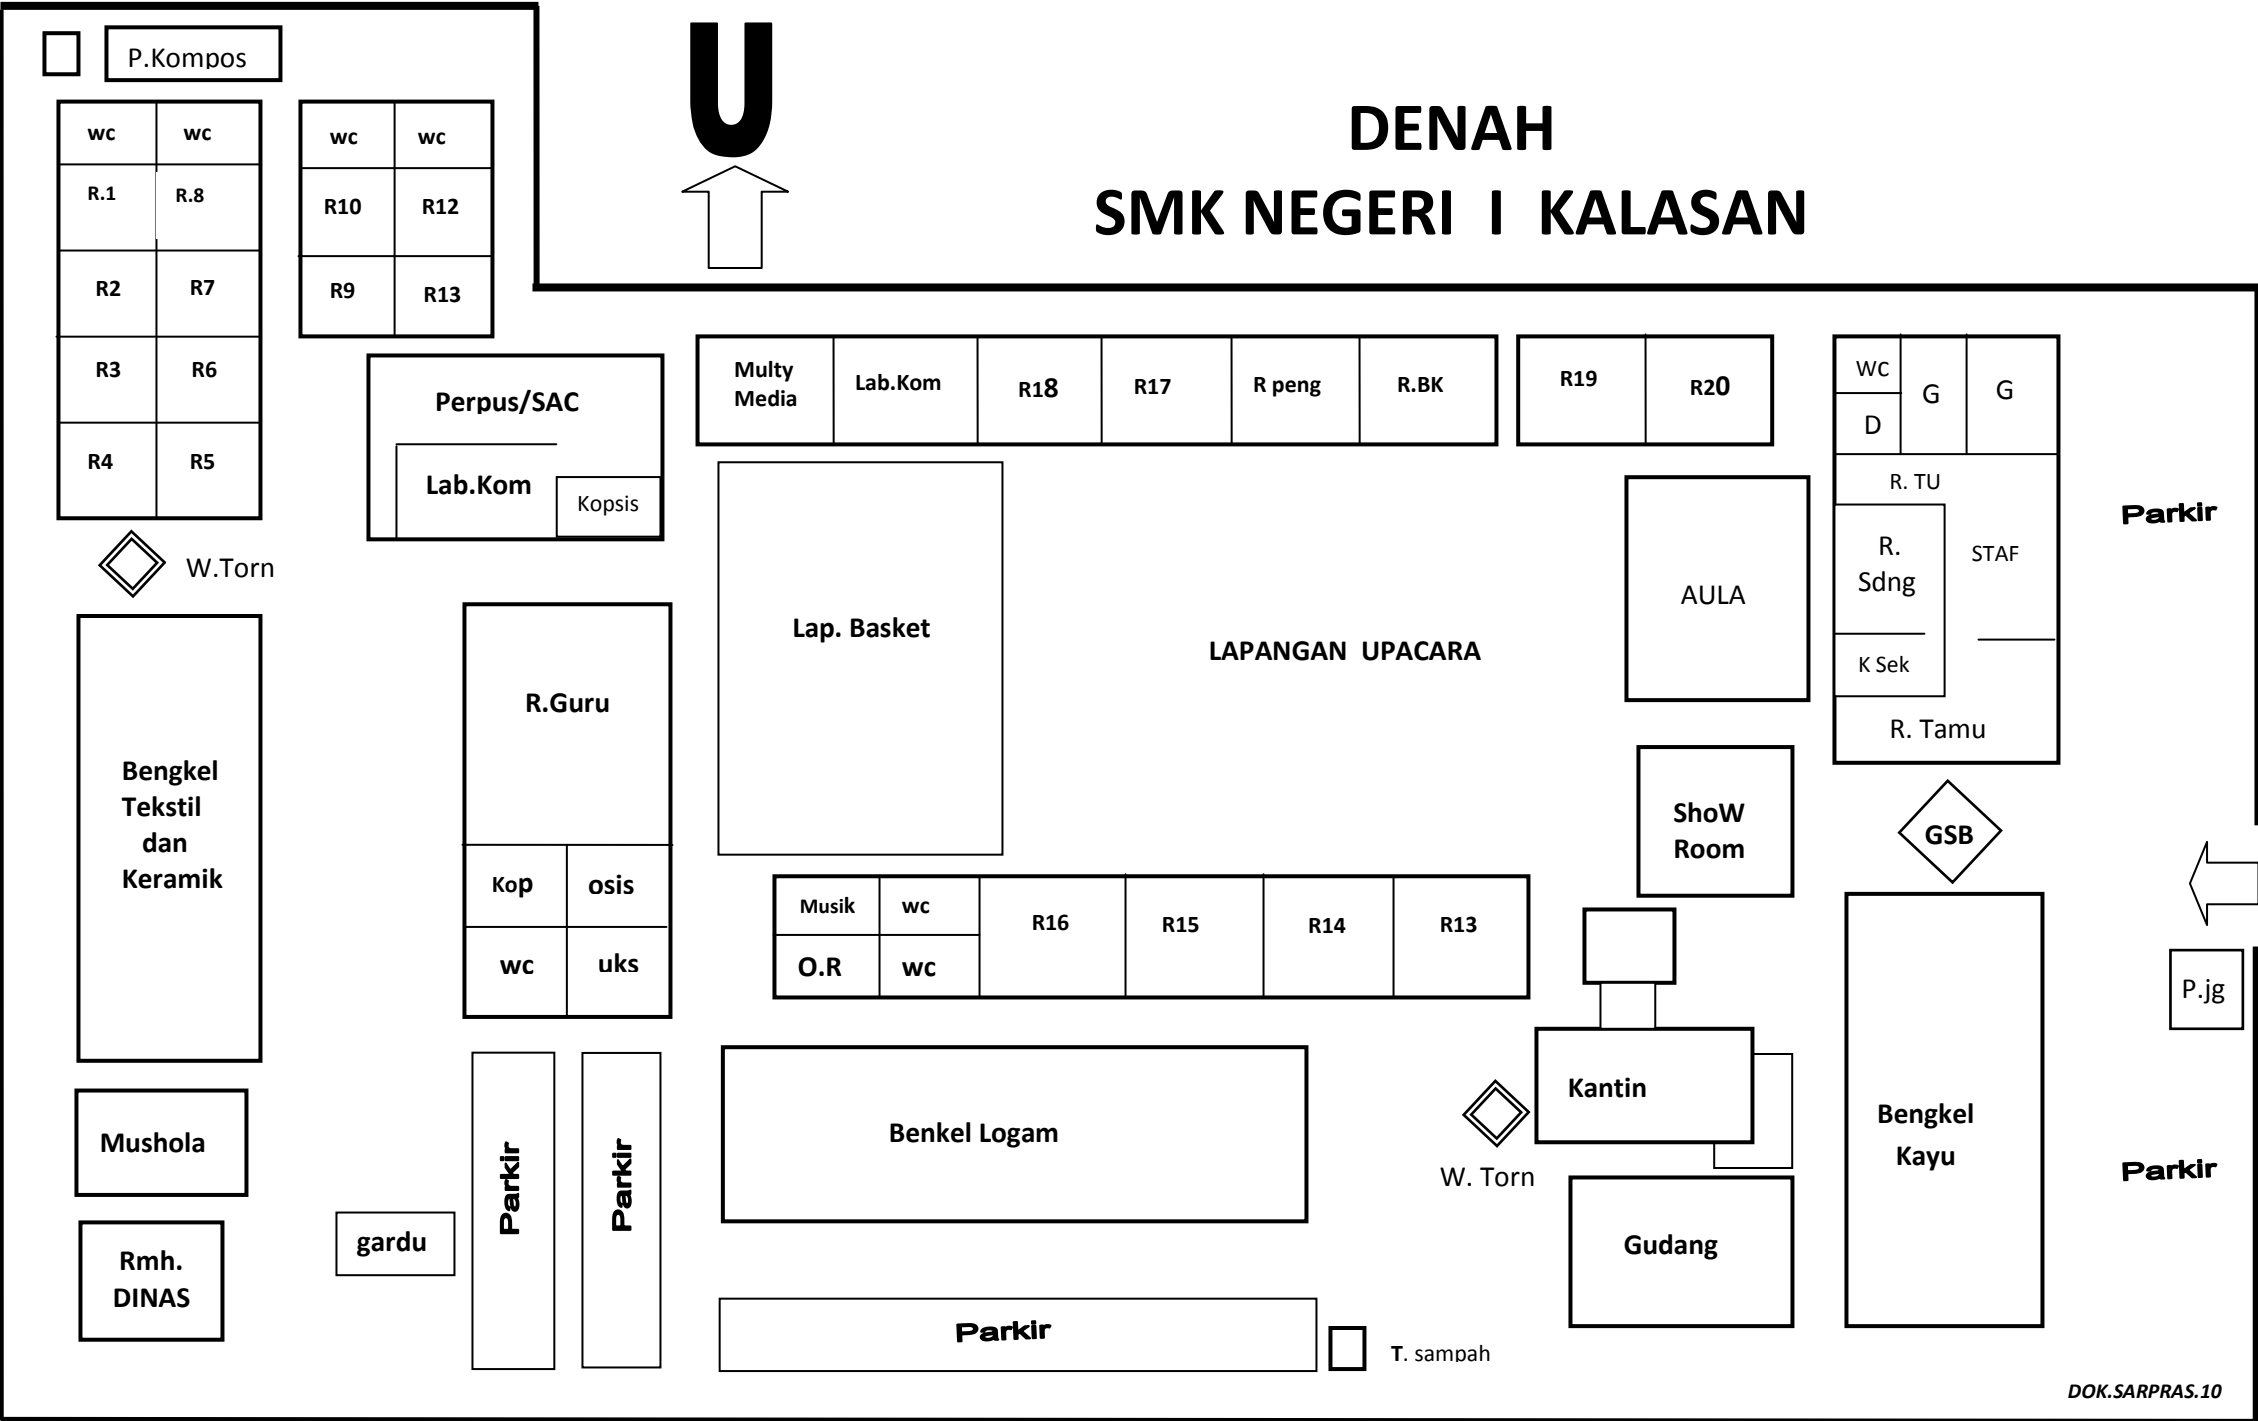 U
DENAH
SMK NEGERI I KALASAN
P.Kompos
wc
wc
R.1
R.8
R2
R7
R3
R6
R4
R5
wc
wc
R10
R12
R9
R13
Perpus/SAC
Lab.Kom
Kopsis
W.Torn
Multy
Media
Lab.Kom
R18
R17
R peng
R.BK
R19
R20
WC
D
G
G
R. TU
R.
Sdng
STAF
K Sek
R. Tamu
Parkir
Lap. Basket
LAPANGAN UPACARA
AULA
ShoW
Room
GSB
Bengkel
Tekstil
dan
Keramik
R.Guru
Kop
osis
wc
uks
Musik
wc
O.R
wc
R16
R15
R14
R13
P.jg
Mushola
Rmh.
DINAS
gardu
Parkir
Parkir
Benkel Logam
Kantin
W. Torn
Gudang
Bengkel
Kayu
Parkir
Parkir
T. sampah
DOK.SARPRAS.10